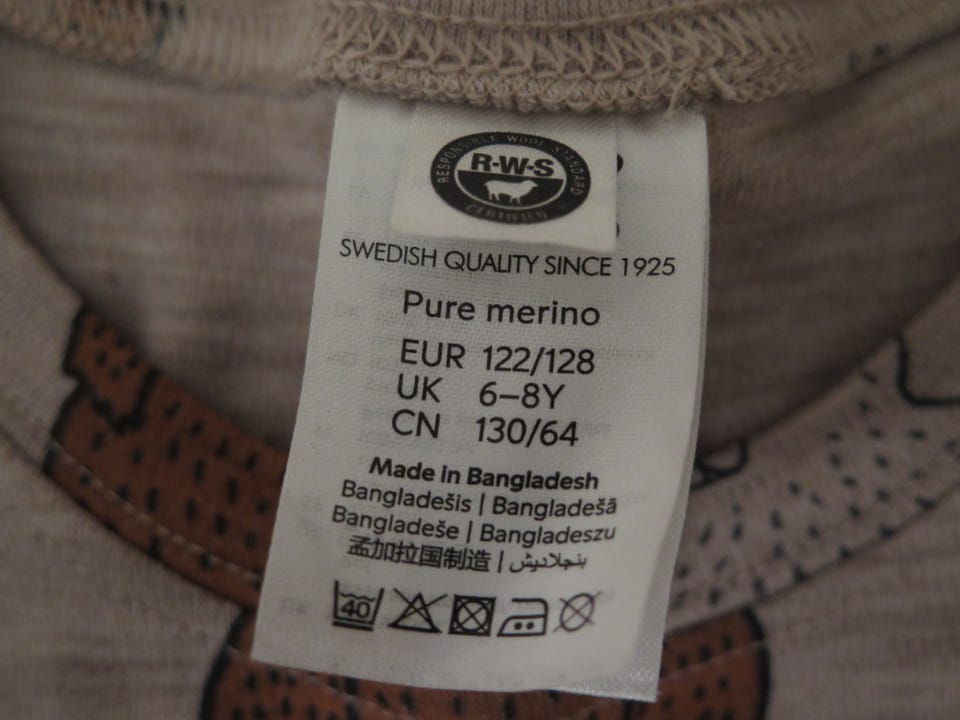 RESPONSIBLE WOOL STANDARD
R·W·S
CERTIFIED
SWEDISH QUALITY SINCE 1925
Pure merino
EUR 122/128
UK 6–8Y
CN 130/64
Made in Bangladesh
Bangladešis | Bangladešā
Bangladeše | Bangladeszu
孟加拉国制造 | بنجلاديش
40